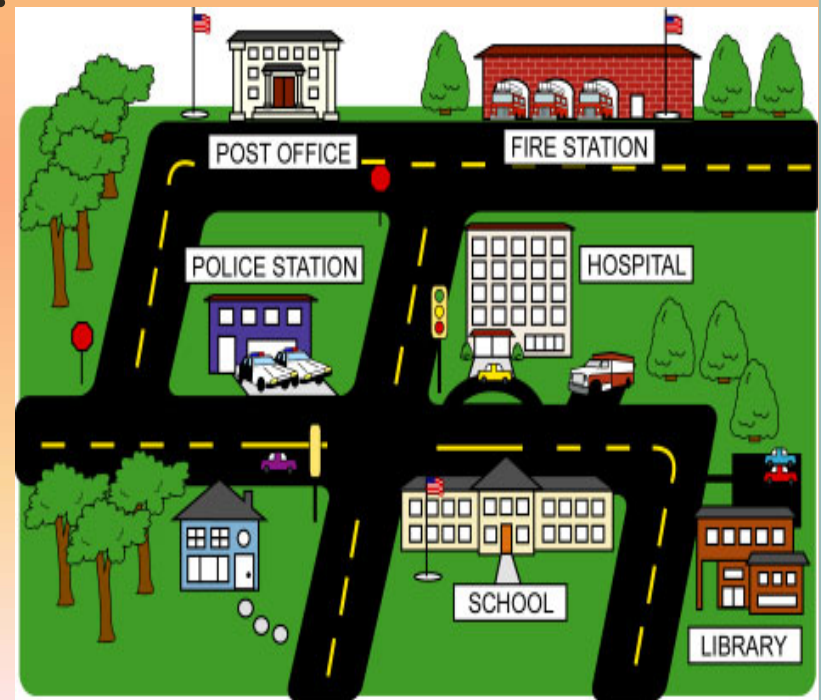 POST OFFICE
FIRE STATION
POLICE STATION
HOSPITAL
SCHOOL
LIBRARY